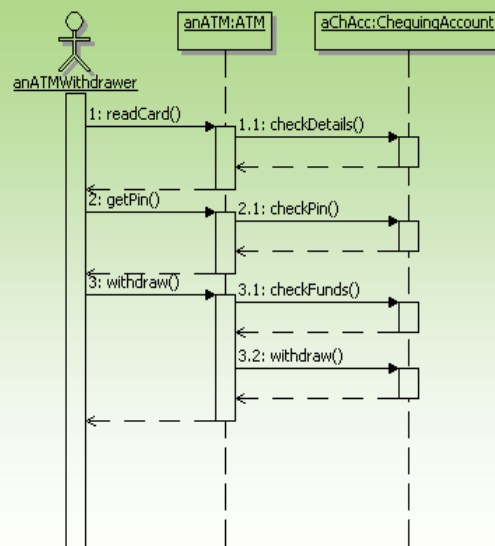 anATM:ATM
aChAcc:ChequingAccount
anATMWithdrawer
1: readCard()
1.1: checkDetails()
2: getPin()
2.1: checkPin()
3: withdraw()
3.1: checkFunds()
3.2: withdraw()